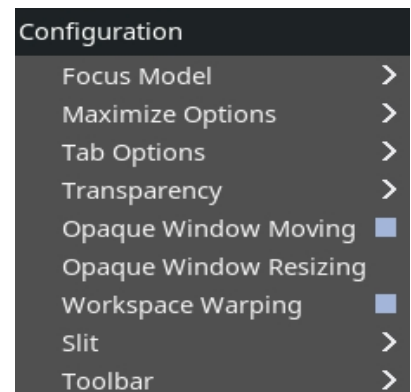 Configuration
Focus Model
Maximize Options
Tab Options
Transparency
Opaque Window Moving
Opaque Window Resizing
Workspace Warping
Slit
Toolbar